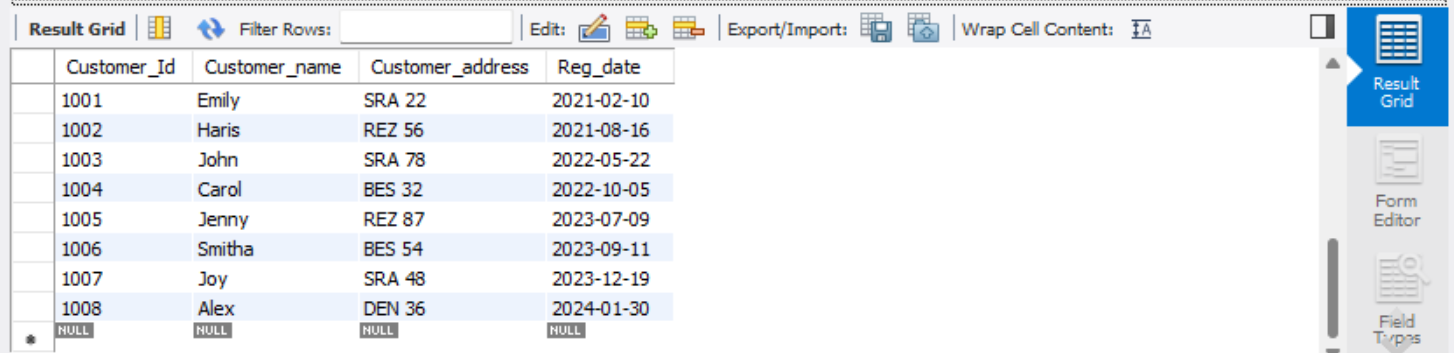 Result Grid Filter Rows: Edit: Export/Import: Wrap Cell Content: IA
Customer_Id Customer_name Customer_address Reg_date
1001 Emily SRA 22 2021-02-10
1002 Haris REZ 56 2021-08-16
1003 John SRA 78 2022-05-22
1004 Carol BES 32 2022-10-05
1005 Jenny REZ 87 2023-07-09
1006 Smitha BES 54 2023-09-11
1007 Joy SRA 48 2023-12-19
1008 Alex DEN 36 2024-01-30
NULL NULL NULL NULL
Result
Grid
Form
Editor
Field
Types